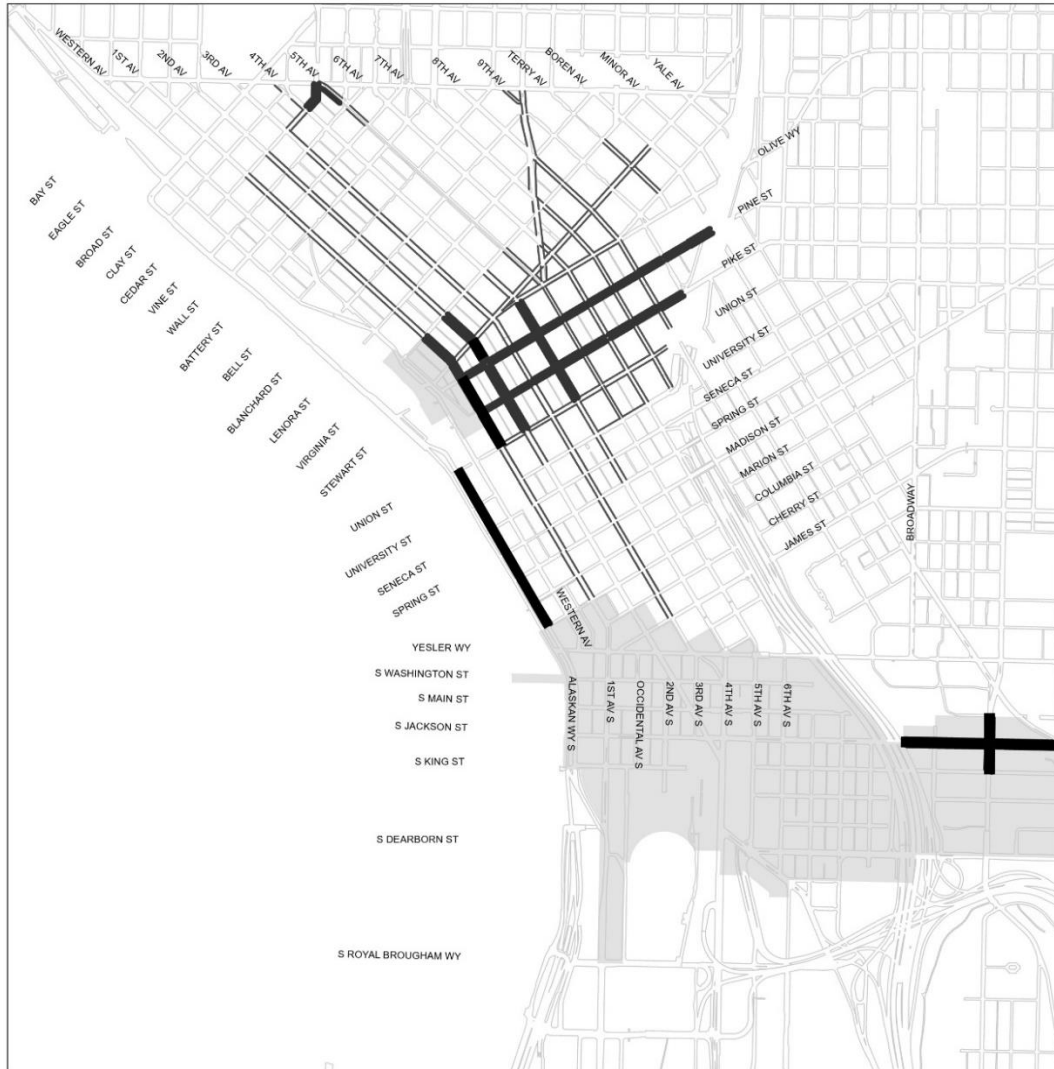 WESTERN AV
1ST AV
2ND AV
3RD AV
4TH AV
5TH AV
6TH AV
7TH AV
8TH AV
9TH AV
TERRY AV
BOREN AV
MINOR AV
YALE AV
OLIVE WY
PINE ST
PIKE ST
UNION ST
UNIVERSITY ST
SENECA ST
SPRING ST
MADISON ST
MARION ST
COLUMBIA ST
CHERRY ST
JAMES ST
BROADWAY
BAY ST
EAGLE ST
BROAD ST
CLAY ST
CEDAR ST
VINE ST
WALL ST
BATTERY ST
BELL ST
BLANCHARD ST
LENORA ST
VIRGINIA ST
STEWART ST
UNION ST
UNIVERSITY ST
SENECA ST
SPRING ST
WESTERN AV
YESLER WY
S WASHINGTON ST
S MAIN ST
S JACKSON ST
S KING ST
ALASKAN WY S
1ST AV S
OCCIDENTAL AV S
2ND AV S
3RD AV S
4TH AV S
5TH AV S
6TH AV S
S DEARBORN ST
S ROYAL BROUGHAM WY